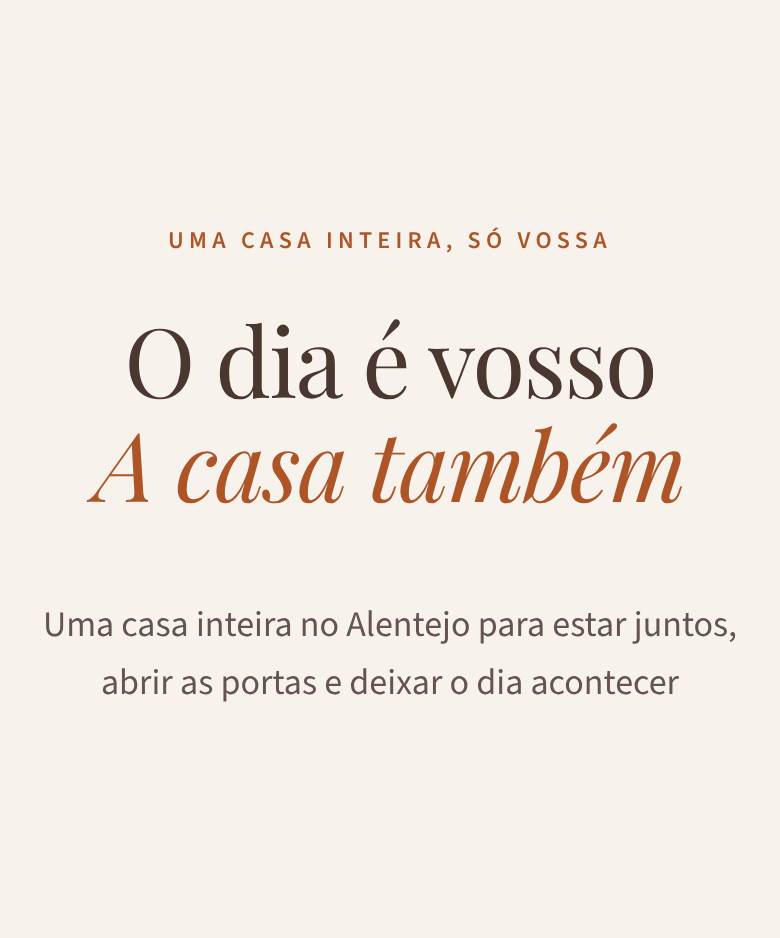 UMA CASA INTEIRA, SÓ VOSSA
O dia é vosso
A casa também
Uma casa inteira no Alentejo para estar juntos,
abrir as portas e deixar o dia acontecer